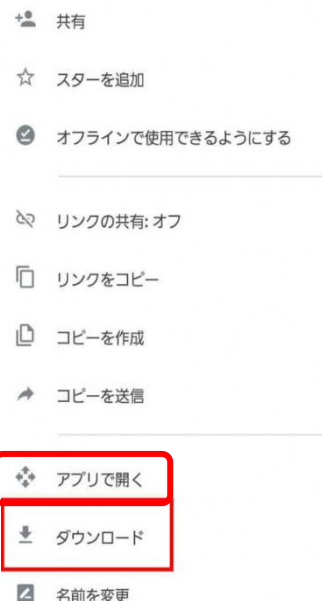 共有
スターを追加
オフラインで使用できるようにする
リンクの共有: オフ
リンクをコピー
コピーを作成
コピーを送信
アプリで開く
ダウンロード
名前を変更